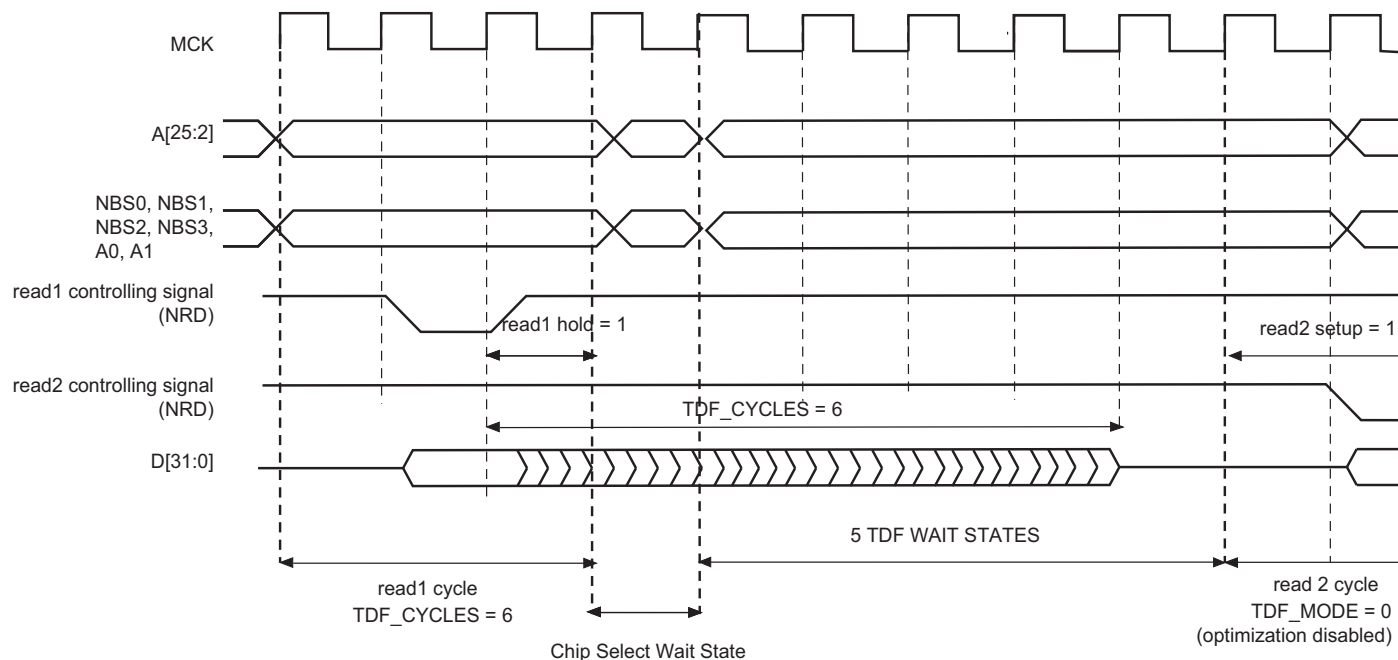 MCK
A[25:2]
NBS0, NBS1,
NBS2, NBS3,
A0, A1
read1 controlling signal
(NRD)
read1 hold = 1
read2 setup = 1
read2 controlling signal
(NRD)
TDF_CYCLES = 6
D[31:0]
5 TDF WAIT STATES
read1 cycle
TDF_CYCLES = 6
Chip Select Wait State
read 2 cycle
TDF_MODE = 0
(optimization disabled)